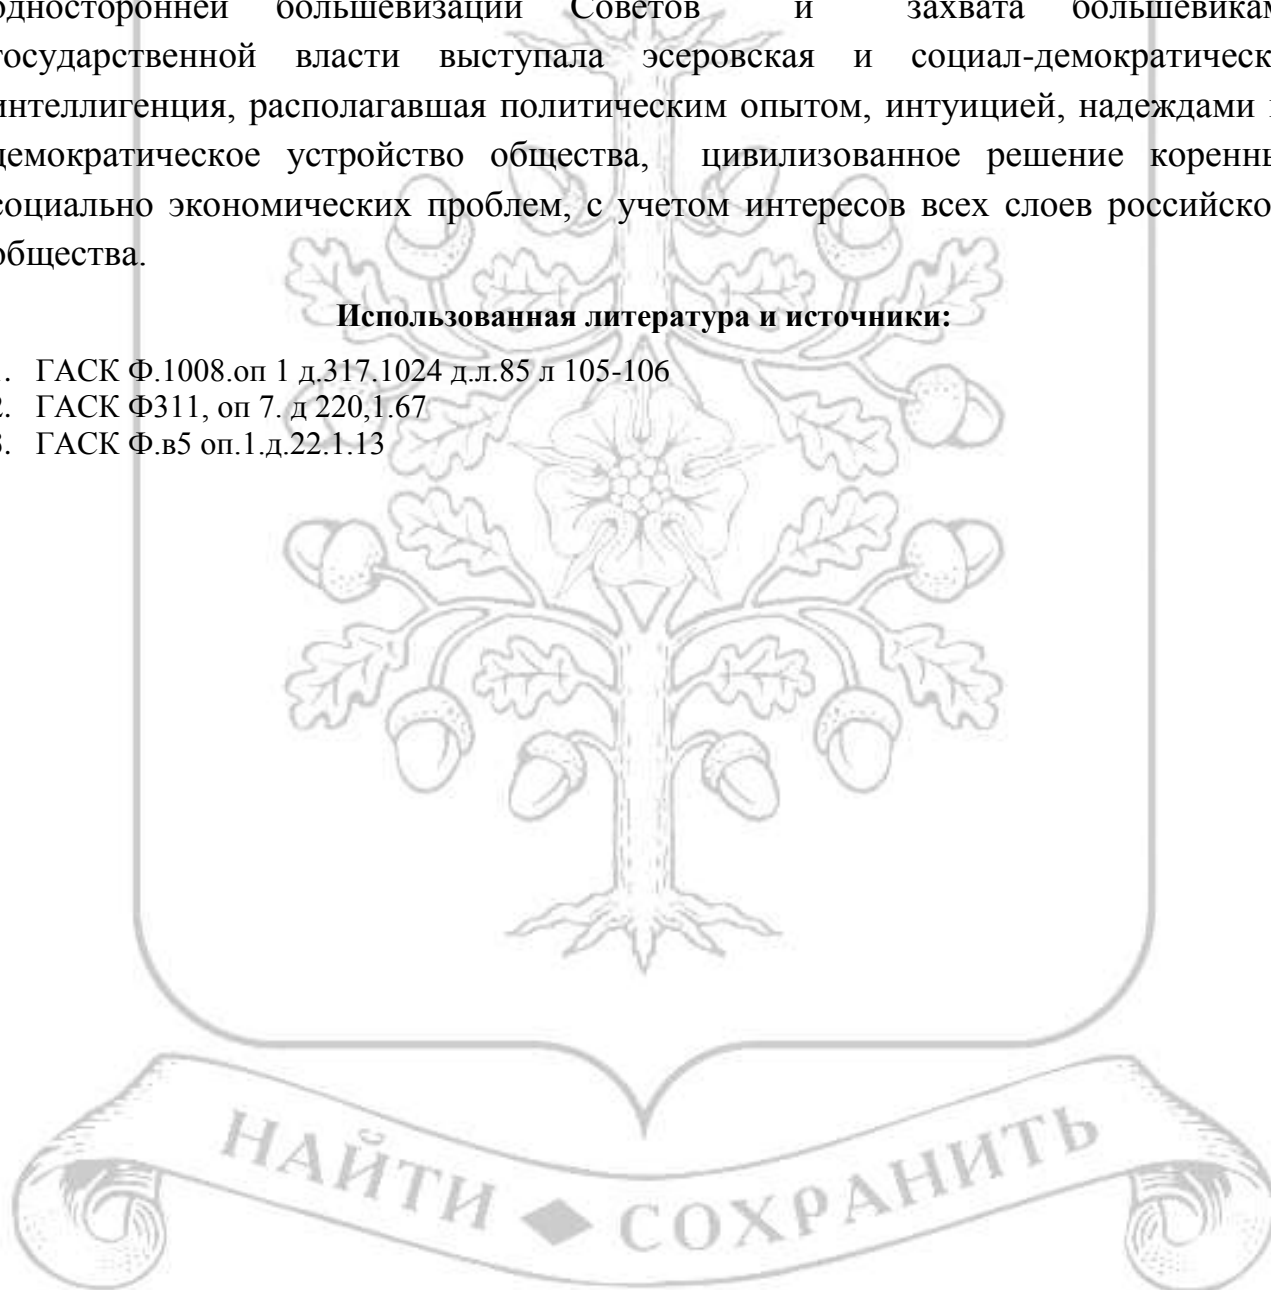 односторонней большевизации Советов и захвата большевикам
государственной власти выступала эсеровская и социал-демократическ
интеллигенция, располагавшая политическим опытом, интуицией, надеждами
демократическое устройство общества, цивилизованное решение коренны
социально экономических проблем, с учетом интересов всех слоев российско
общества.
Использованная литература и источники:
1. ГАСК Ф.1008.оп 1 д.317.1024 д.л.85 л 105-106
2. ГАСК Ф311, оп 7. д 220,1.67
3. ГАСК Ф.в5 оп.1.д.22.1.13
НАЙТИ ◆ СОХРАНИТЬ